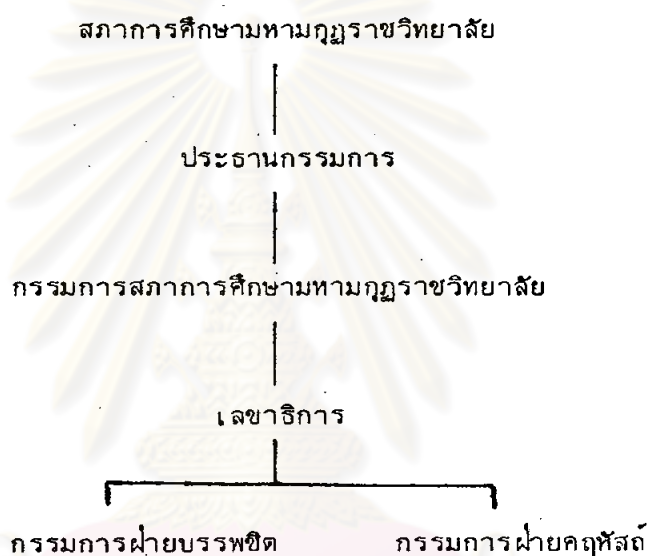 สภาการศึกษามหามกุฏราชวิทยาลัย
ประธานกรรมการ
กรรมการสภาการศึกษามหามกุฏราชวิทยาลัย
เลขาธิการ
กรรมการฝ่ายบรรพชิต กรรมการฝ่ายคฤหัสถ์